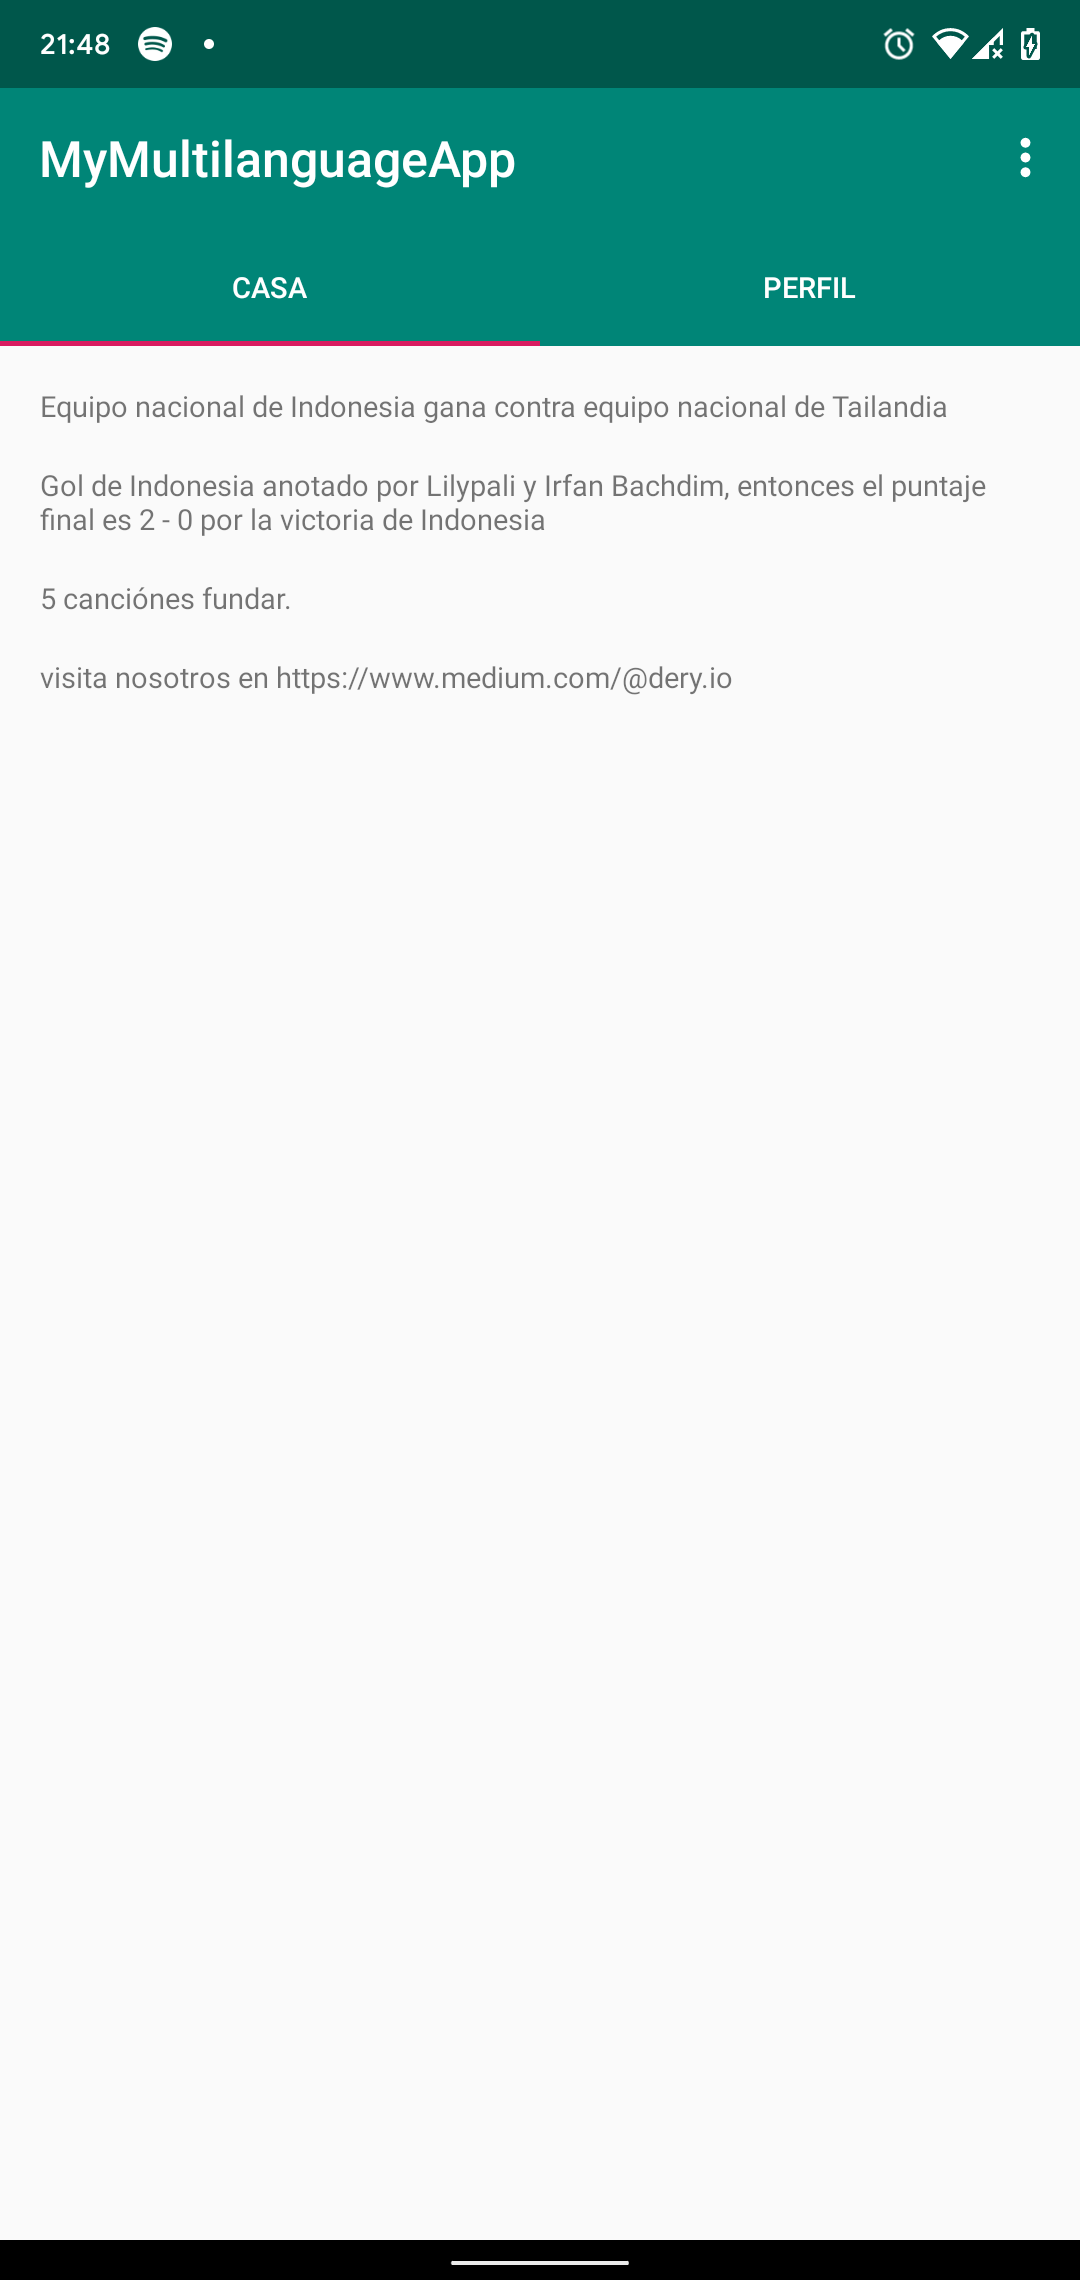 21:48
MyMultilanguageApp
CASA
PERFIL
Equipo nacional de Indonesia gana contra equipo nacional de Tailandia
Gol de Indonesia anotado por Lilypali y Irfan Bachdim, entonces el puntaje
final es 2 - 0 por la victoria de Indonesia
5 canciónes fundar.
visita nosotros en https://www.medium.com/@dery.io